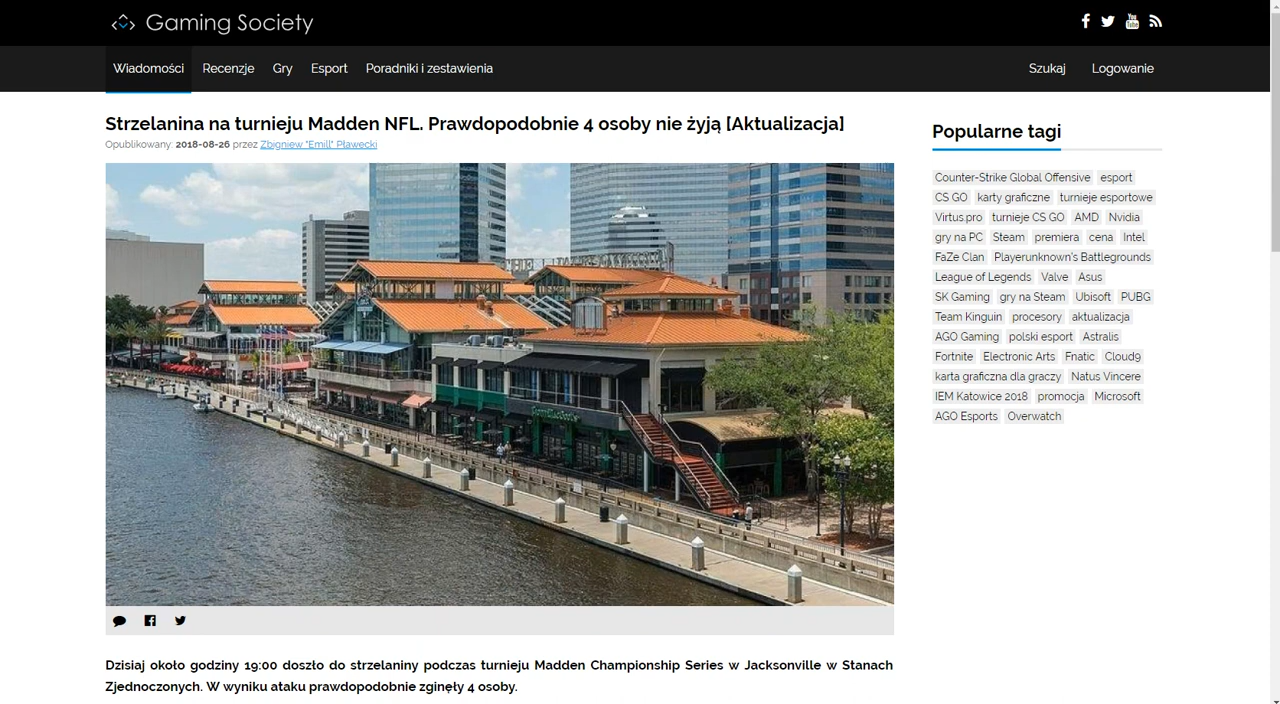 Gaming Society
You
Tube
Wiadomości Recenzje Gry Esport Poradniki i zestawienia Szukaj Logowanie
Strzelanina na turnieju Madden NFL. Prawdopodobnie 4 osoby nie żyją [Aktualizacja]
Opublikowany: 2018-08-26 przez Zbigniew "Emill" Pławecki
Dzisiaj około godziny 19:00 doszło do strzelaniny podczas turnieju Madden Championship Series w Jacksonville w Stanach
Zjednoczonych. W wyniku ataku prawdopodobnie zginęły 4 osoby.
Popularne tagi
Counter-Strike Global Offensive esport
CS GO karty graficzne turnieje esportowe
Virtus.pro turnieje CS GO AMD Nvidia
gry na PC Steam premiera cena Intel
FaZe Clan Playerunknown's Battlegrounds
League of Legends Valve Asus
SK Gaming gry na Steam Ubisoft PUBG
Team Kinguin procesory aktualizacja
AGO Gaming polski esport Astralis
Fortnite Electronic Arts Fnatic Cloud9
karta graficzna dla graczy Natus Vincere
IEM Katowice 2018 promocja Microsoft
AGO Esports Overwatch